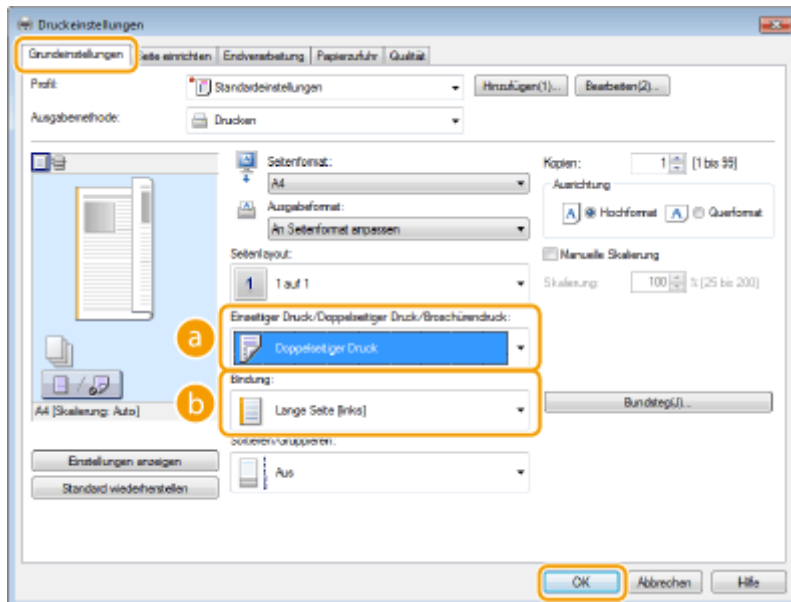 Druckeinstellungen
Grundeinstellungen Seite einrichten Endverarbeitung Papierzufuhr Qualität
Profil: Standardeinstellungen Hinzufügen(1)... Bearbeiten(2)...
Ausgabemethode: Drucken
Seitenformat:
A4
Ausgabeformat:
An Seitenformat anpassen
Kopien: 1 [1 bis 99]
Ausrichtung
A Hochformat A Querformat
Seitenlayout:
1 1 auf 1
Manuelle Skalierung
Skalierung: 100 % [25 bis 200]
a
Einseitiger Druck/Doppelseitiger Druck/Broschürendruck:
Doppelseitiger Druck
b
Bindung:
Lange Seite [links]
Bundsteg(J)...
A4 [Skalierung: Auto]
Sortieren/Gruppieren:
Aus
Einstellungen anzeigen
Standard wiederherstellen
OK Abbrechen Hilfe